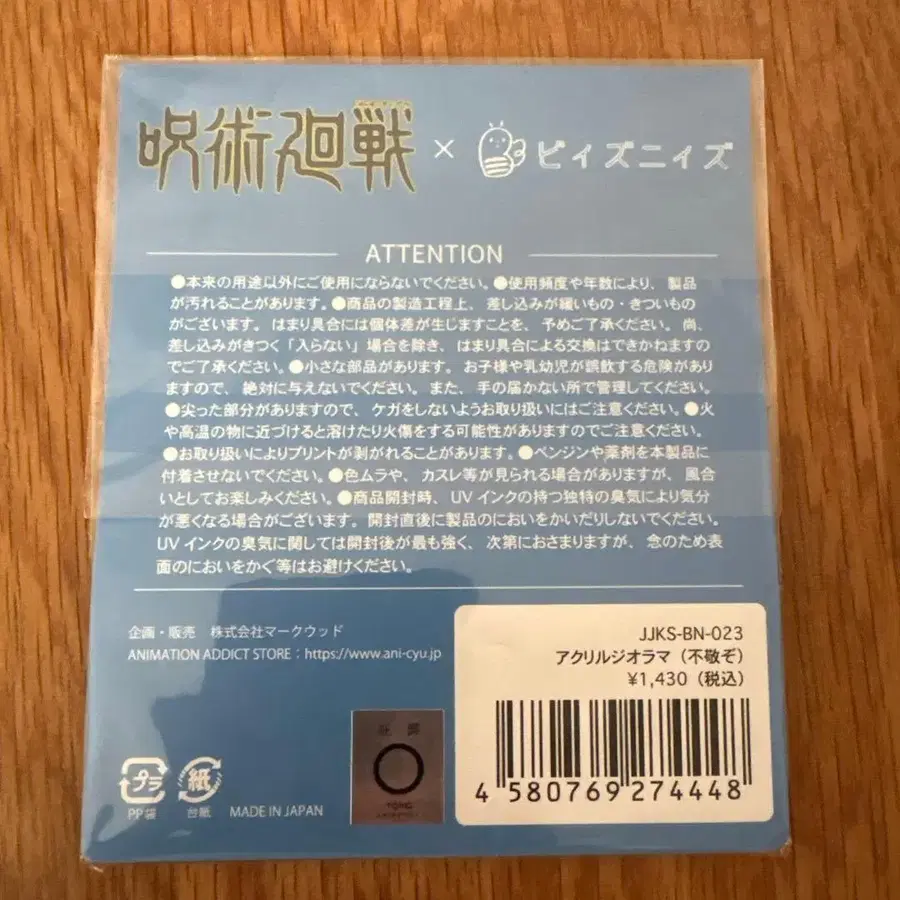 呪術廻戦 × ビィズニィズ
ATTENTION
●本来の用途以外にご使用にならないでください。●使用頻度や年数により、製品
が汚れることがあります。●商品の製造工程上、差し込みが緩いもの・きついもの
がございます。はまり具合には個体差が生じますことを、予めご了承ください。尚、
差し込みがきつく「入らない」場合を除き、はまり具合による交換はできかねますの
でご了承ください。●小さな部品があります。お子様や乳幼児が誤飲する危険があり
ますので、絶対に与えないでください。また、手の届かない所で管理してください。
●尖った部分がありますので、ケガをしないようお取り扱いにはご注意ください。●火
や高温の物に近づけると溶けたり火傷をする可能性がありますのでご注意ください。
●お取り扱いによりプリントが剥がれることがあります。●ベンジンや薬剤を本製品に
付着させないでください。●色ムラや、カスレ等が見られる場合がありますが、風合
いとしてお楽しみください。●商品開封時、UVインクの持つ独特の臭気により気分
が悪くなる場合がございます。開封直後に製品のにおいをかいだりしないでください。
UVインクの臭気に関しては開封後が最も強く、次第におさまりますが、念のため表
面のにおいをかぐ等はお避けください。
企画・販売 株式会社マークウッド
ANIMATION ADDICT STORE：https://www.ani-cyu.jp
JJKS-BN-023
アクリルジオラマ（不敬ぞ）
¥1,430（税込）
4 580769 274448
証 票
TOHO
プラ
PP袋
紙
台紙
MADE IN JAPAN